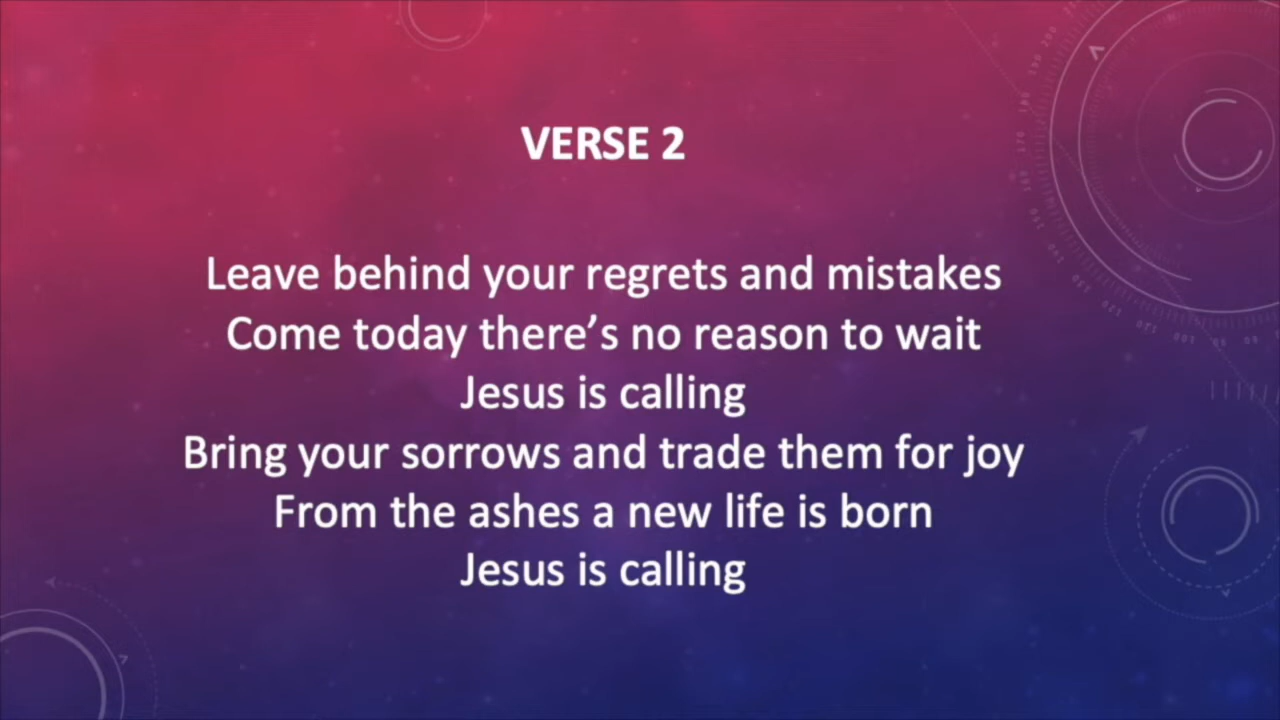 VERSE 2
Leave behind your regrets and mistakes
Come today there’s no reason to wait
Jesus is calling
Bring your sorrows and trade them for joy
From the ashes a new life is born
Jesus is calling